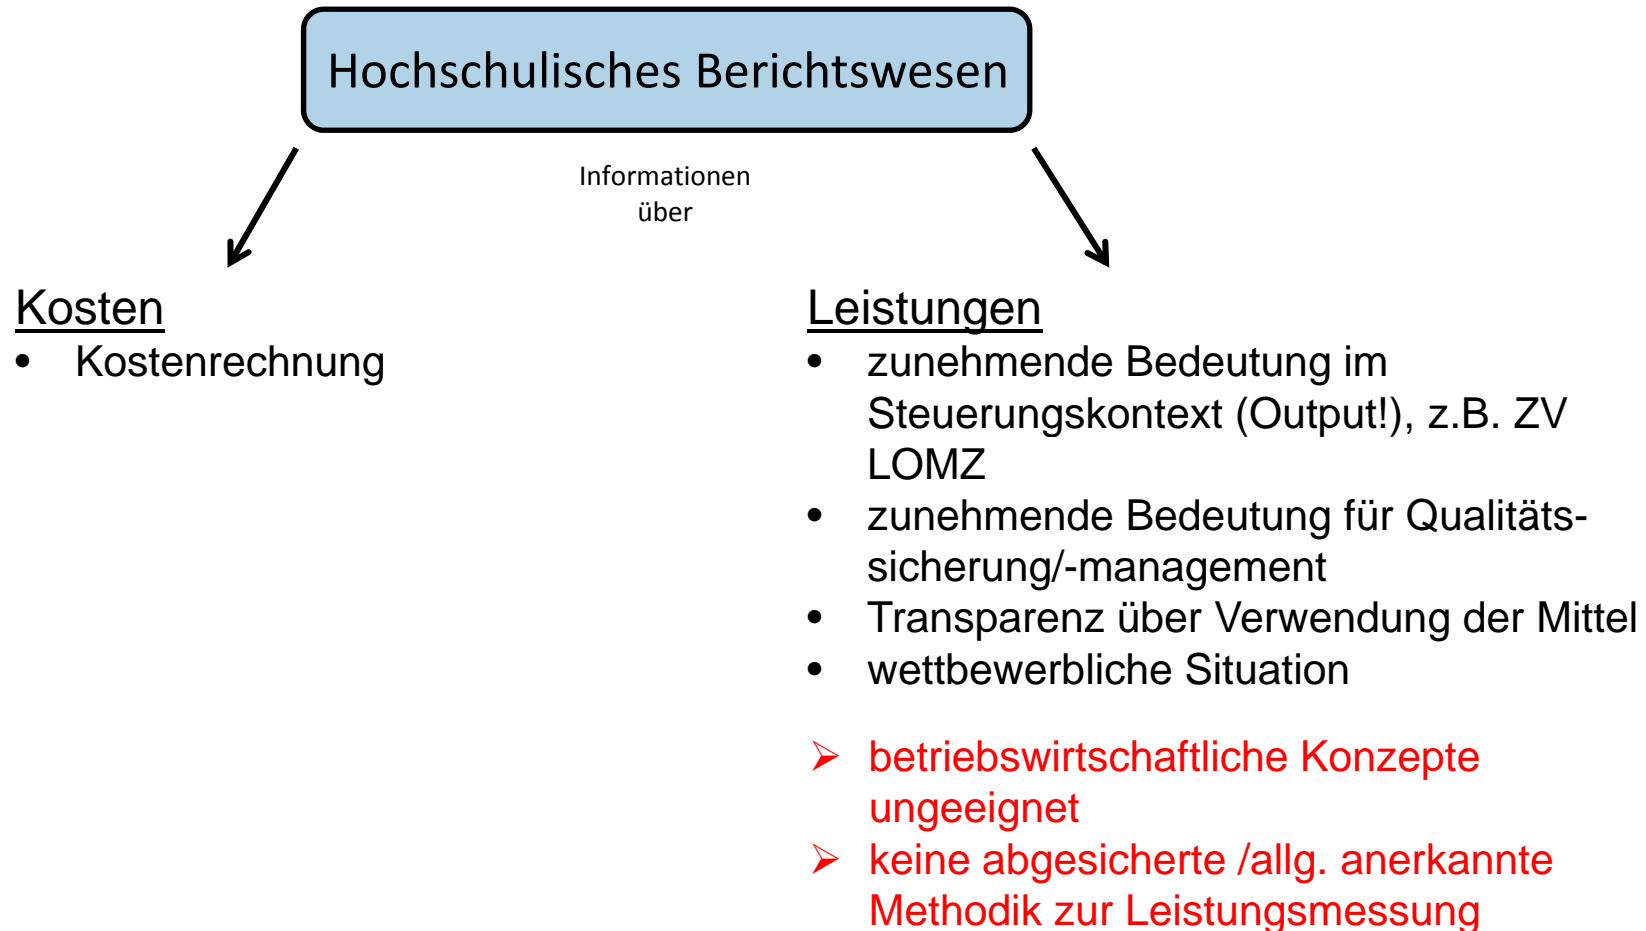 Hochschulisches Berichtswesen
Informationen
über
Kosten
• Kostenrechnung
Leistungen
• zunehmende Bedeutung im
Steuerungskontext (Output!), z.B. ZV
LOMZ
• zunehmende Bedeutung für Qualitäts-
sicherung/-management
• Transparenz über Verwendung der Mittel
• wettbewerbliche Situation
➢ betriebswirtschaftliche Konzepte
ungeeignet
➢ keine abgesicherte /allg. anerkannte
Methodik zur Leistungsmessung